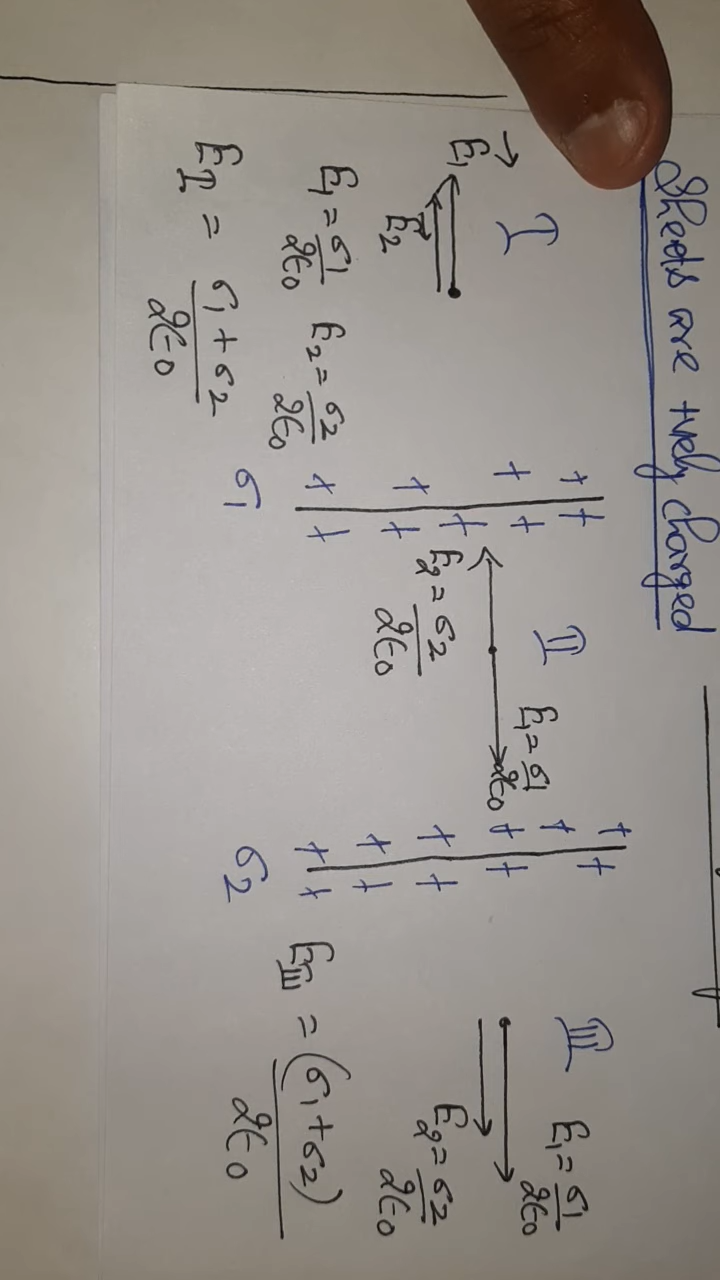 Sheets are +vely charged
I
II
III
E₁ = σ₁/2ε₀
E₁ = σ₁/2ε₀
E₁→
E₂→
E₂ = σ₂/2ε₀
E₂ = σ₂/2ε₀
E₁ = σ₁/2ε₀ E₂ = σ₂/2ε₀
E_III = (σ₁+σ₂)/2ε₀
E_I = σ₁+σ₂/2ε₀
σ₁
σ₂